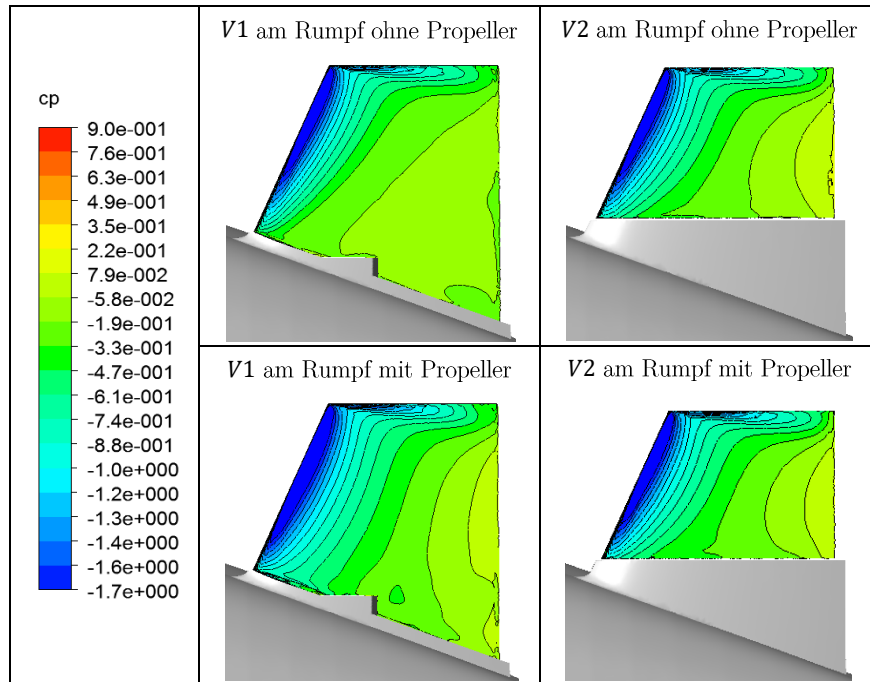 V1 am Rumpf ohne Propeller
V2 am Rumpf ohne Propeller
cp
9.0e-001
7.6e-001
6.3e-001
4.9e-001
3.5e-001
2.2e-001
7.9e-002
-5.8e-002
-1.9e-001
-3.3e-001
-4.7e-001
-6.1e-001
-7.4e-001
-8.8e-001
-1.0e+000
-1.2e+000
-1.3e+000
-1.4e+000
-1.6e+000
-1.7e+000
V1 am Rumpf mit Propeller
V2 am Rumpf mit Propeller